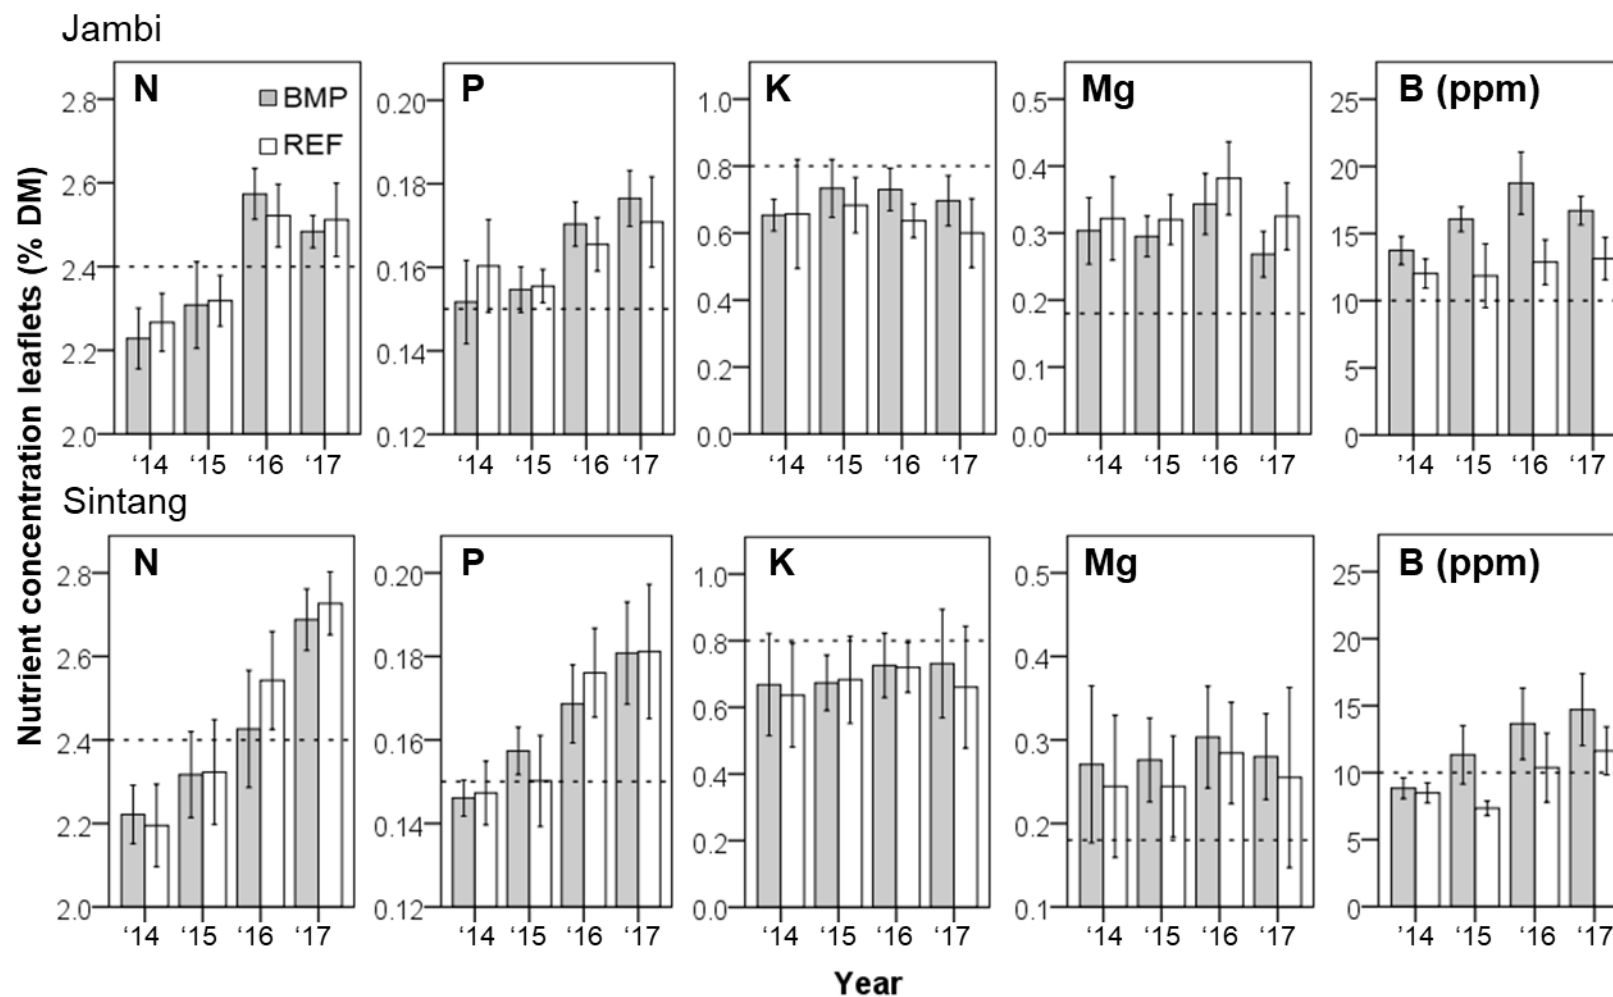 Jambi
Nutrient concentration leaflets (% DM)
N
BMP
REF
2.8
2.6
2.4
2.2
2.0
‘14 ‘15 ‘16 ‘17
P
0.20
0.18
0.16
0.14
0.12
‘14 ‘15 ‘16 ‘17
K
1.0
0.8
0.6
0.4
0.2
0.0
‘14 ‘15 ‘16 ‘17
Mg
0.5
0.4
0.3
0.2
0.1
0.0
‘14 ‘15 ‘16 ‘17
B (ppm)
25
20
15
10
5
0
’14 ‘15 ‘16 ‘17
Sintang
N
2.8
2.6
2.4
2.2
2.0
‘14 ‘15 ‘16 ‘17
P
0.20
0.18
0.16
0.14
0.12
‘14 ‘15 ‘16 ‘17
K
1.0
0.8
0.6
0.4
0.2
0.0
‘14 ‘15 ‘16 ‘17
Mg
0.5
0.4
0.3
0.2
0.1
‘14 ‘15 ‘16 ‘17
B (ppm)
25
20
15
10
5
0
’14 ‘15 ‘16 ‘17
Year